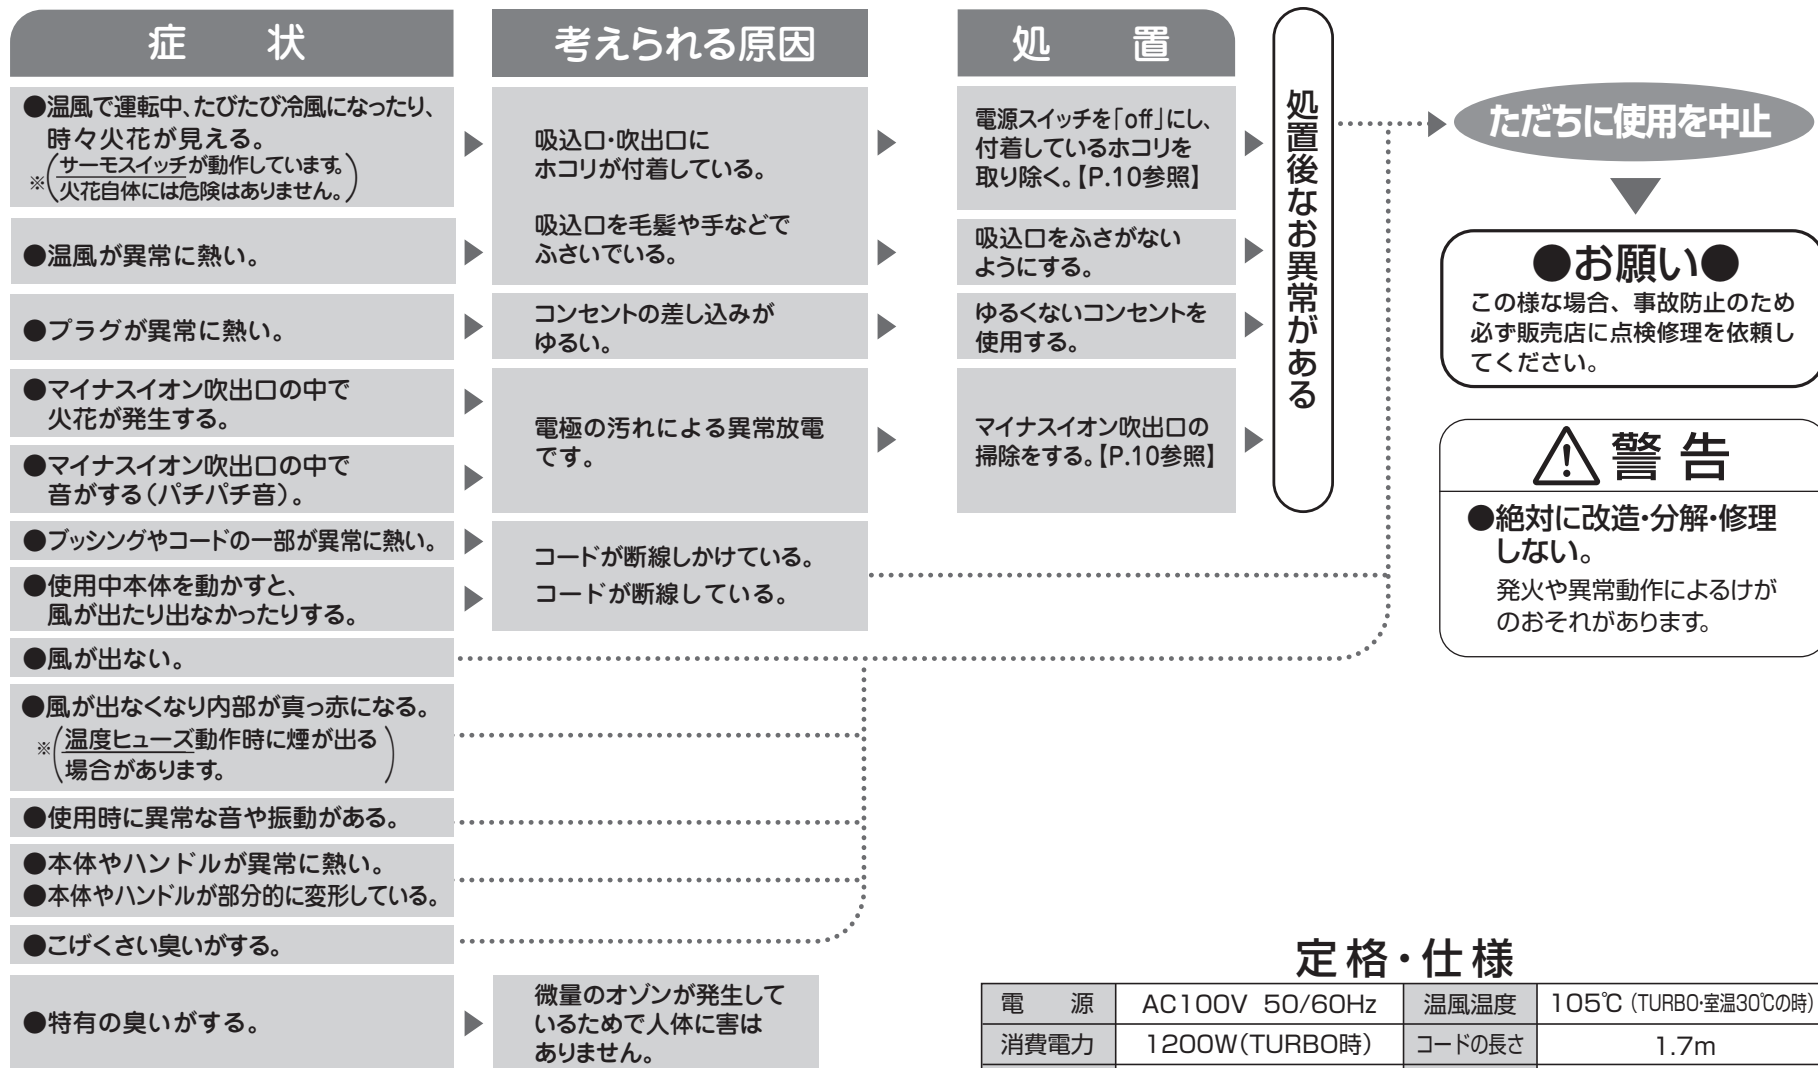 症 状
考えられる原因
処 置
●温風で運転中、たびたび冷風になったり、
時々火花が見える。
※(サーモスイッチが動作しています。
火花自体には危険はありません。)
吸込口・吹出口に
ホコリが付着している。
電源スイッチを「off」にし、
付着しているホコリを
取り除く。【P.10参照】
●温風が異常に熱い。
吸込口を毛髪や手などで
ふさいでいる。
吸込口をふさがない
ようにする。
●プラグが異常に熱い。
コンセントの差し込みが
ゆるい。
ゆるくないコンセントを
使用する。
●マイナスイオン吹出口の中で
火花が発生する。
●マイナスイオン吹出口の中で
音がする(パチパチ音)。
電極の汚れによる異常放電
です。
マイナスイオン吹出口の
掃除をする。【P.10参照】
●ブッシングやコードの一部が異常に熱い。
●使用中本体を動かすと、
風が出たり出なかったりする。
コードが断線しかけている。
コードが断線している。
●風が出ない。
●風が出なくなり内部が真っ赤になる。
※(温度ヒューズ動作時に煙が出る
場合があります。)
●使用時に異常な音や振動がある。
●本体やハンドルが異常に熱い。
●本体やハンドルが部分的に変形している。
●こげくさい臭いがする。
●特有の臭いがする。
微量のオゾンが発生して
いるためで人体に害は
ありません。
処置後なお異常がある
ただちに使用を中止
●お願い●
この様な場合、事故防止のため
必ず販売店に点検修理を依頼し
てください。
警告
●絶対に改造・分解・修理
しない。
発火や異常動作によるけが
のおそれがあります。
定格・仕様
電 源 AC100V 50/60Hz 温風温度 105℃(TURBO・室温30℃の時)
消費電力 1200W(TURBO時) コードの長さ 1.7m